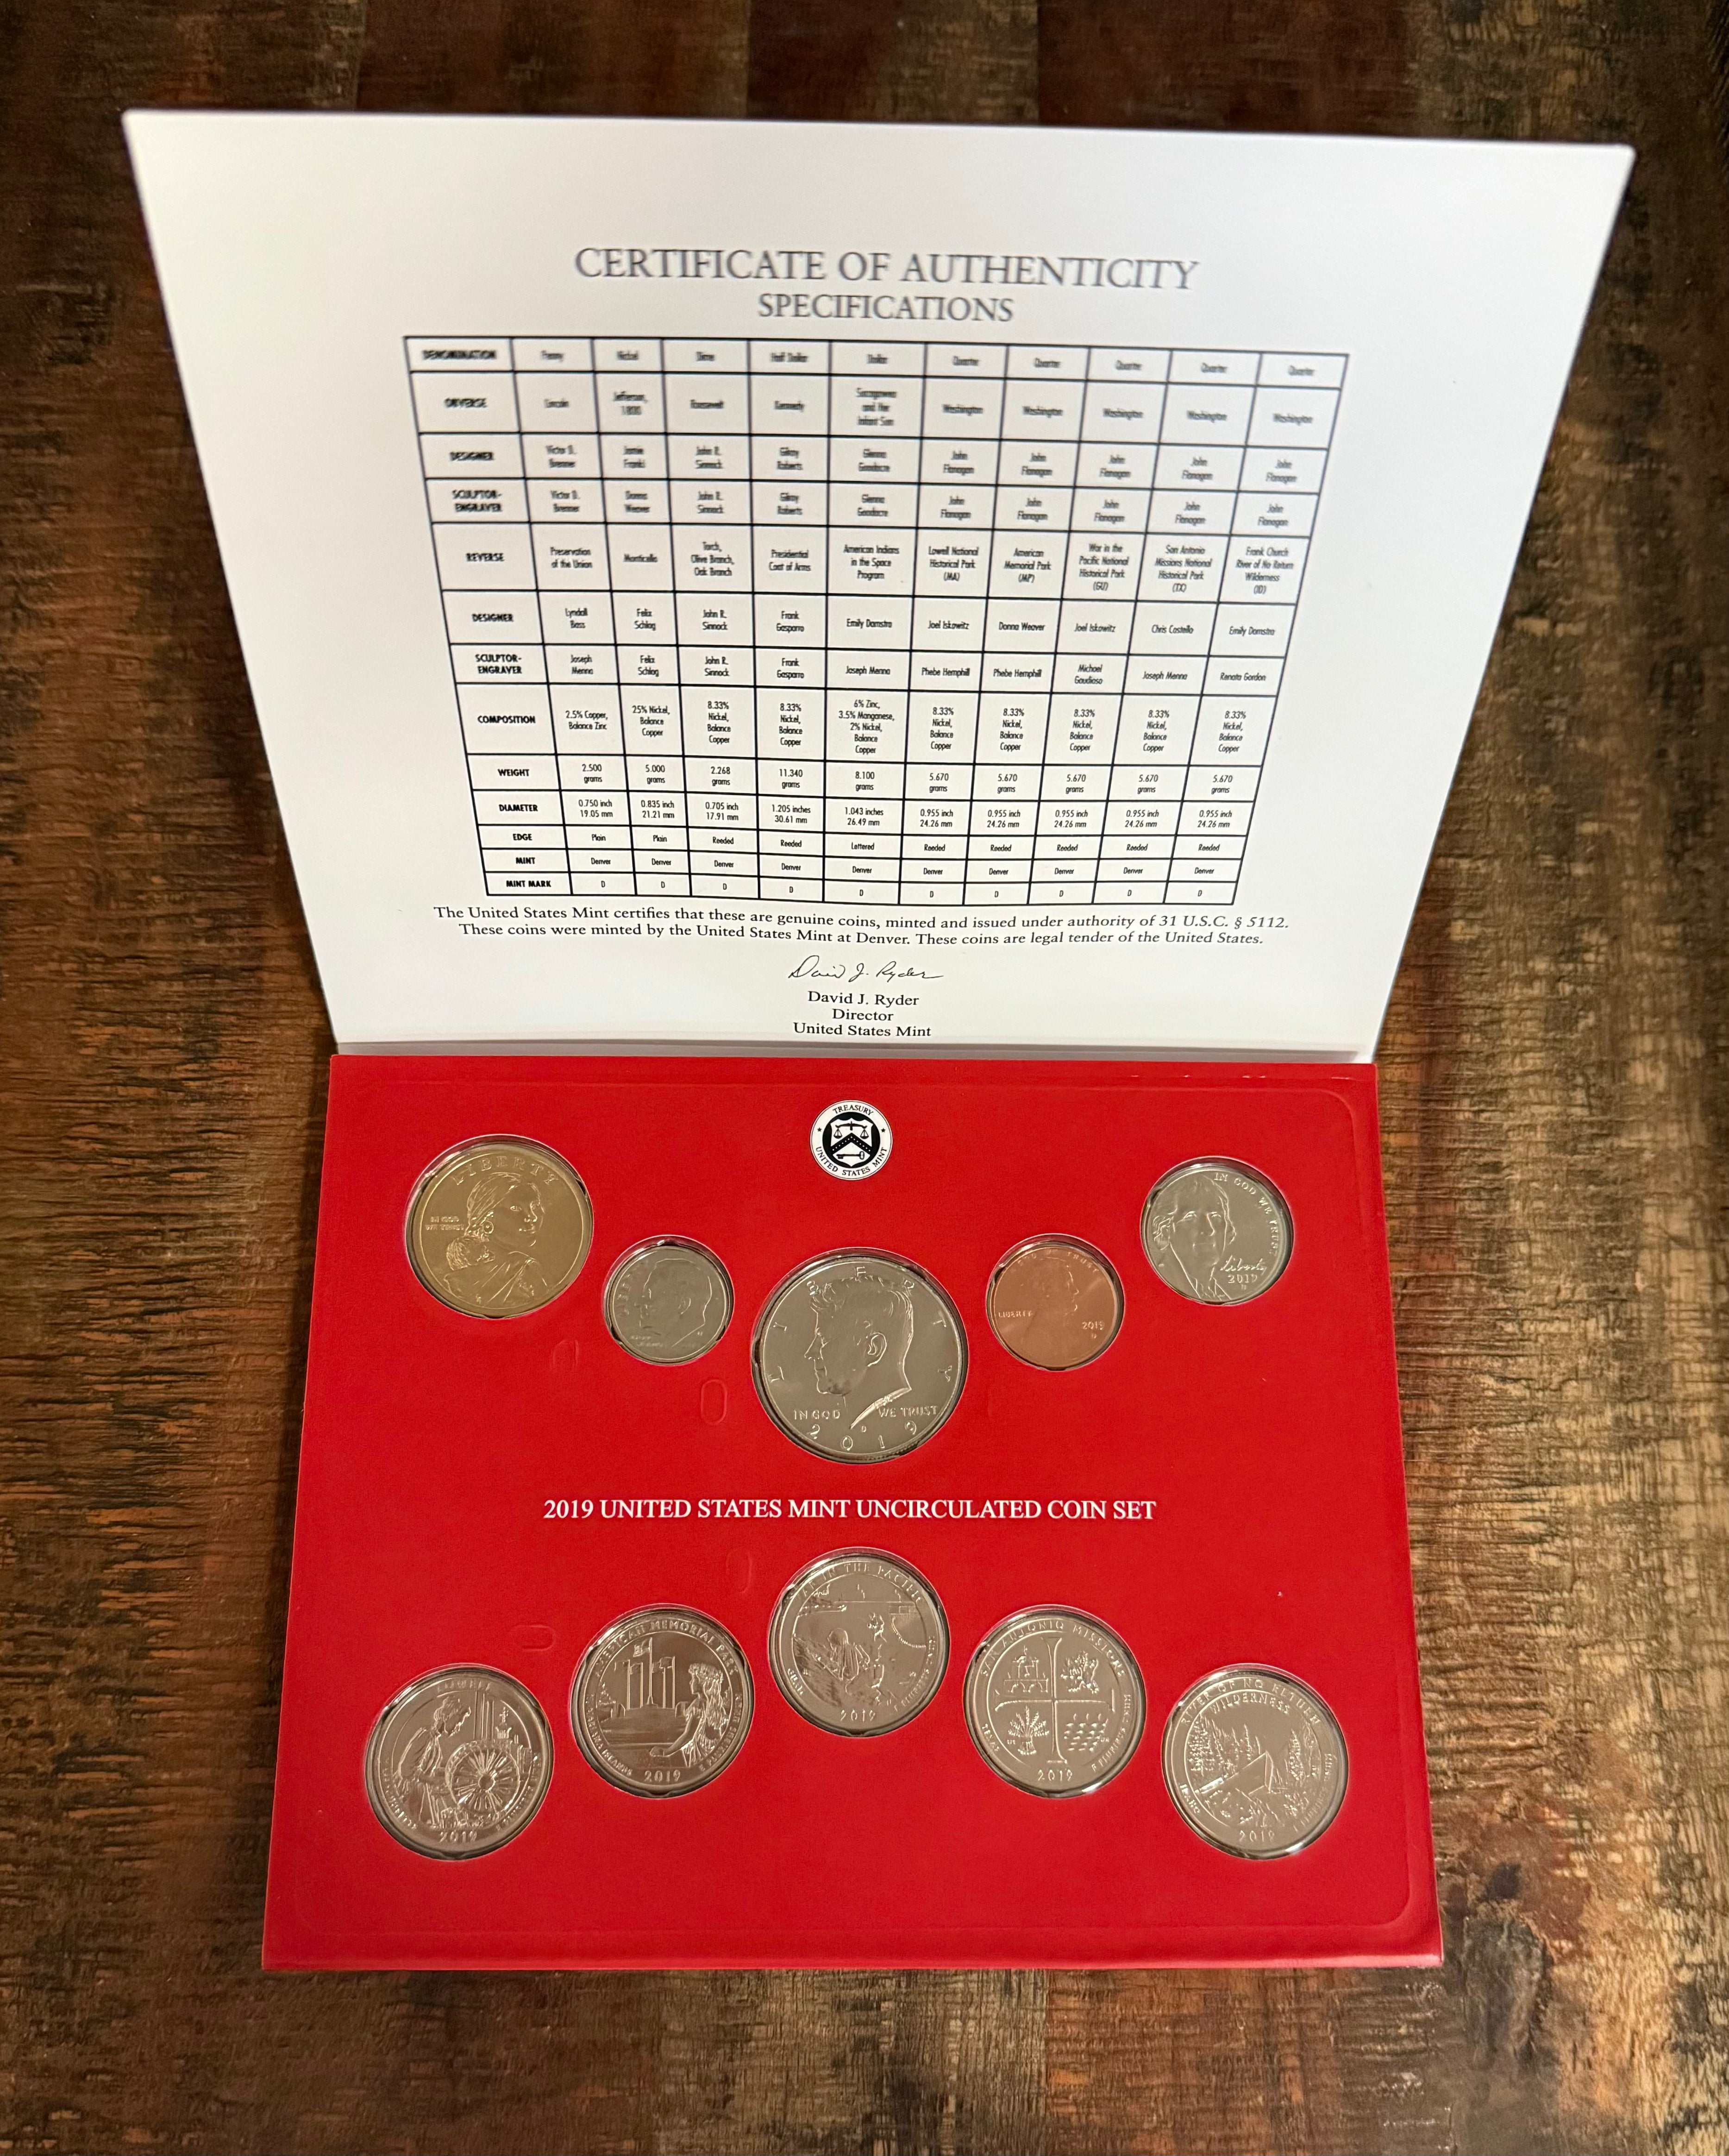 CERTIFICATE OF AUTHENTICITY
SPECIFICATIONS
DENOMINATION Penny Nickel Dime Half Dollar Dollar Quarter Quarter Quarter Quarter Quarter
OBVERSE Lincoln Jefferson, 1800 Roosevelt Kennedy Sacagawea and Her Infant Son Washington Washington Washington Washington Washington
DESIGNER Victor D. Brenner Jamie Franki John R. Sinnock Gilroy Roberts Glenna Goodacre John Flanagan John Flanagan John Flanagan John Flanagan John Flanagan
SCULPTOR-ENGRAVER Victor D. Brenner Donna Weaver John R. Sinnock Gilroy Roberts Glenna Goodacre John Flanagan John Flanagan John Flanagan John Flanagan John Flanagan
REVERSE Preservation of the Union Monticello Torch, Olive Branch, Oak Branch Presidential Coat of Arms American Indians in the Space Program Lowell National Historical Park (MA) American Memorial Park (MP) War in the Pacific National Historical Park (GU) San Antonio Missions National Historical Park (TX) Frank Church River of No Return Wilderness (ID)
DESIGNER Lyndall Bass Felix Schlag John R. Sinnock Frank Gasparro Emily Damstra Joel Iskowitz Donna Weaver Joel Iskowitz Chris Costello Emily Damstra
SCULPTOR-ENGRAVER Joseph Menna Felix Schlag John R. Sinnock Frank Gasparro Joseph Menna Phebe Hemphill Phebe Hemphill Michael Gaudioso Joseph Menna Renata Gordon
COMPOSITION 2.5% Copper, Balance Zinc 25% Nickel, Balance Copper 8.33% Nickel, Balance Copper 8.33% Nickel, Balance Copper 6% Zinc, 3.5% Manganese, 2% Nickel, Balance Copper 8.33% Nickel, Balance Copper 8.33% Nickel, Balance Copper 8.33% Nickel, Balance Copper 8.33% Nickel, Balance Copper 8.33% Nickel, Balance Copper
WEIGHT 2.500 grams 5.000 grams 2.268 grams 11.340 grams 8.100 grams 5.670 grams 5.670 grams 5.670 grams 5.670 grams 5.670 grams
DIAMETER 0.750 inch 19.05 mm 0.835 inch 21.21 mm 0.705 inch 17.91 mm 1.205 inches 30.61 mm 1.043 inches 26.49 mm 0.955 inch 24.26 mm 0.955 inch 24.26 mm 0.955 inch 24.26 mm 0.955 inch 24.26 mm 0.955 inch 24.26 mm
EDGE Plain Plain Reeded Reeded Lettered Reeded Reeded Reeded Reeded Reeded
MINT Denver Denver Denver Denver Denver Denver Denver Denver Denver Denver
MINT MARK D D D D D D D D D D
The United States Mint certifies that these are genuine coins, minted and issued under authority of 31 U.S.C. § 5112.
These coins were minted by the United States Mint at Denver. These coins are legal tender of the United States.
David J. Ryder
David J. Ryder
Director
United States Mint
TREASURY
UNITED STATES MINT
LIBERTY
IN GOD
WE TRUST
IN GOD WE TRUST
Liberty
2019
LIBERTY
2019
D
LIBERTY
IN GOD WE TRUST
D
2019
2019 UNITED STATES MINT UNCIRCULATED COIN SET
2019
AMERICAN MEMORIAL PARK
2019
WAR IN THE PACIFIC
GUAM
2019
SAN ANTONIO MISSIONS
TEXAS
2019
E PLURIBUS UNUM
RIVER OF NO RETURN
WILDERNESS
IDAHO
2019